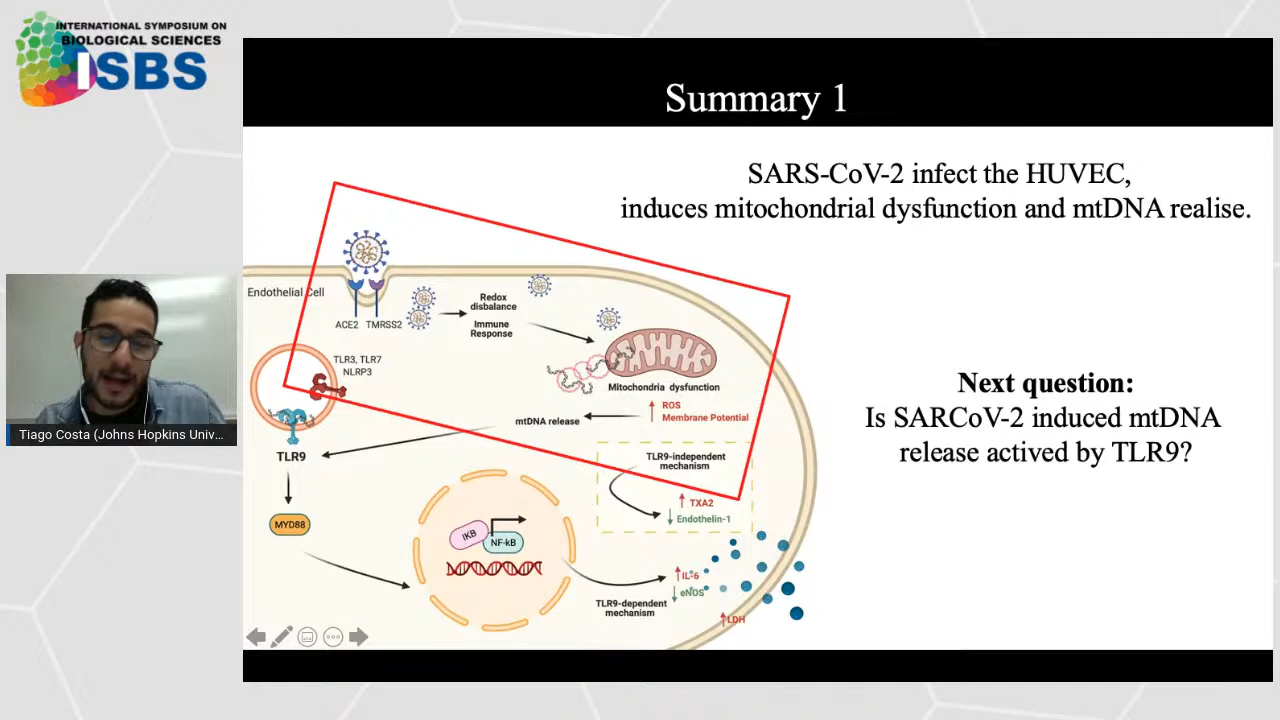 INTERNATIONAL SYMPOSIUM ON
BIOLOGICAL SCIENCES
ISBS
Summary 1
SARS-CoV-2 infect the HUVEC,
induces mitochondrial dysfunction and mtDNA realise.
Endothelial Cell
ACE2 TMRSS2
Redox
disbalance
Immune
Response
TLR3, TLR7
NLRP3
Mitochondria dysfunction
ROS
Membrane Potential
mtDNA release
TLR9
MYD88
IKB
NF-kB
TLR9-independent
mechanism
TXA2
Endothelin-1
IL-6
eNOS
TLR9-dependent
mechanism
LDH
Next question:
Is SARCoV-2 induced mtDNA
release actived by TLR9?
Tiago Costa (Johns Hopkins Univ...